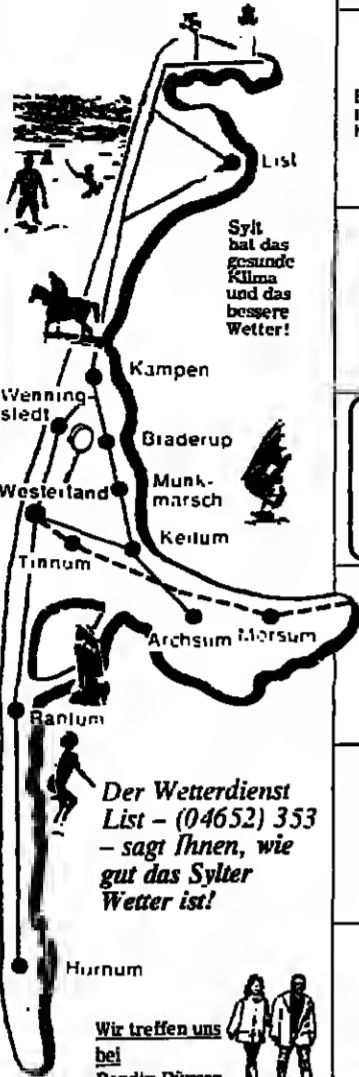 List
Sylt
hat das
gesunde
Klima
und das
bessere
Wetter!
Kampen
Wenning-
stedt
Braderup
Westerland
Munk-
marsch
Keitum
Tinnum
Archsum Morsum
Rantum
Der Wetterdienst
List – (04652) 353
– sagt Ihnen, wie
gut das Sylter
Wetter ist!
Hörnum
Wir treffen uns
bei